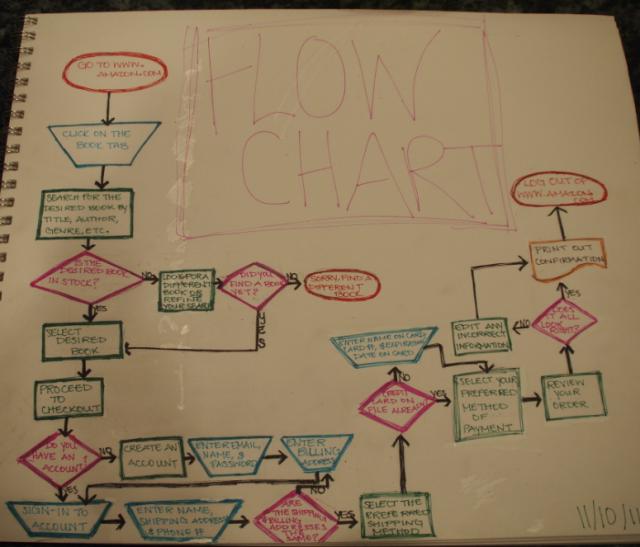 FLOW
CHART
GO TO WWW.
AMAZON.COM
CLICK ON THE
BOOK TAB
SEARCH FOR THE
DESIRED BOOK BY
TITLE, AUTHOR,
GENRE, ETC.
IS THE
DESIRED BOOK
IN STOCK?
NO
LOOK FOR A
DIFFERENT
BOOK OR
REFINE
YOUR SEARCH
DID YOU
FIND A BOOK
YET?
NO
SORRY, FIND A
DIFFERENT
BOOK
YES
YES
SELECT
DESIRED
BOOK
PROCEED
TO
CHECKOUT
DO YOU
HAVE AN
ACCOUNT?
NO
CREATE AN
ACCOUNT
ENTER EMAIL,
NAME, &
PASSWORD
ENTER
BILLING
ADDRESS
YES
SIGN-IN TO
ACCOUNT
ENTER NAME,
SHIPPING ADDRESS
& PHONE #
ARE
THE SHIPPING
& BILLING
ADDRESSES
THE
SAME?
NO
YES
SELECT THE
PREFERRED
SHIPPING
METHOD
CREDIT
CARD ON
FILE ALREADY?
NO
ENTER NAME ON CARD,
CARD #, & EXPIRATION
DATE ON CARD
YES
SELECT YOUR
PREFERRED
METHOD
OF
PAYMENT
REVIEW
YOUR
ORDER
DOES
IT ALL
LOOK
RIGHT?
NO
EDIT ANY
INCORRECT
INFORMATION
YES
PRINT OUT
CONFIRMATION
LOG OUT OF
WWW.AMAZON.
COM
11/10/11